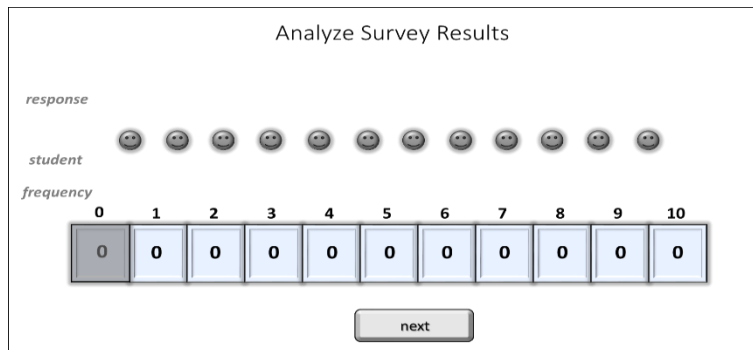 Analyze Survey Results
response
student
frequency
0 1 2 3 4 5 6 7 8 9 10
0 0 0 0 0 0 0 0 0 0 0
next